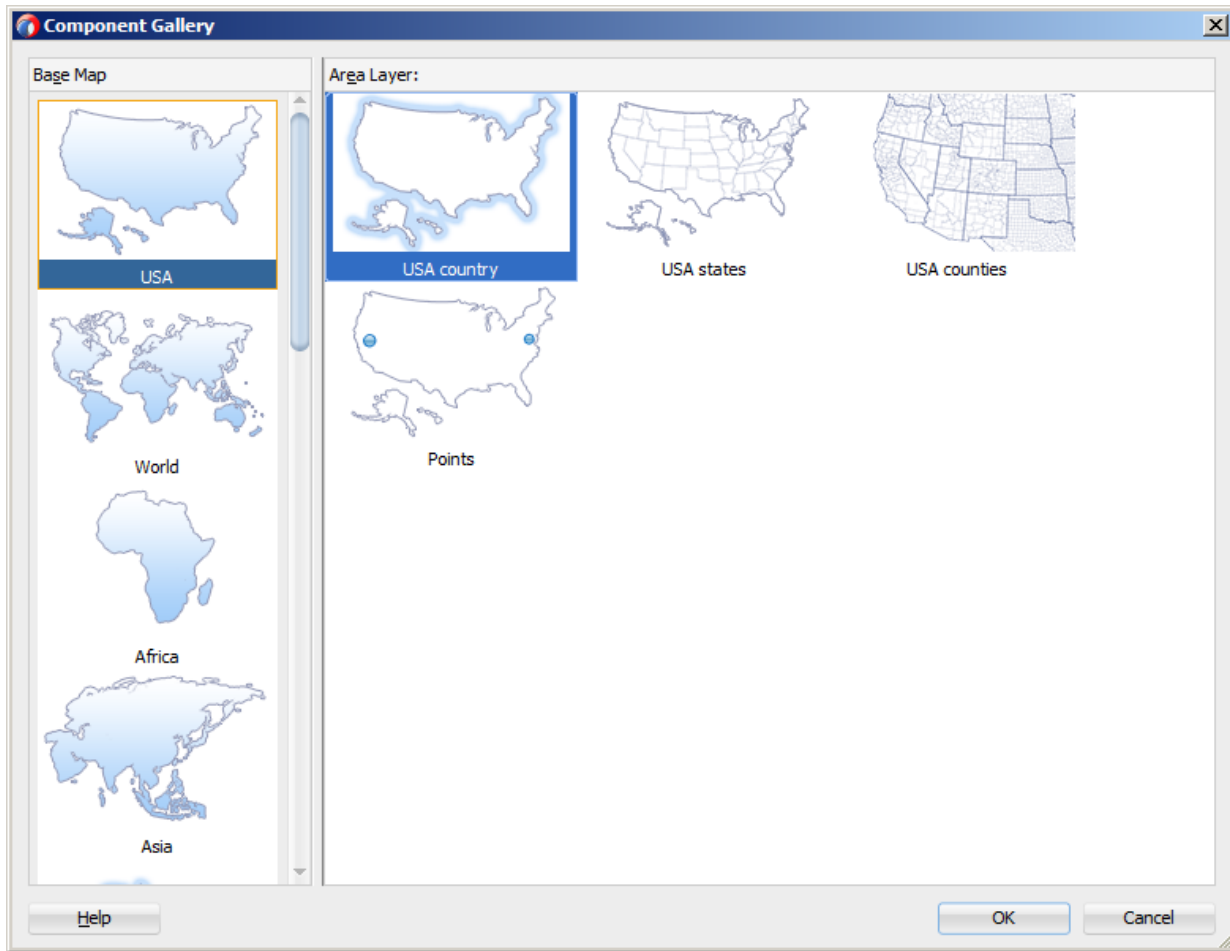 Component Gallery
Base Map
USA
World
Africa
Asia
Area Layer:
USA country
USA states
USA counties
Points
Help
OK
Cancel